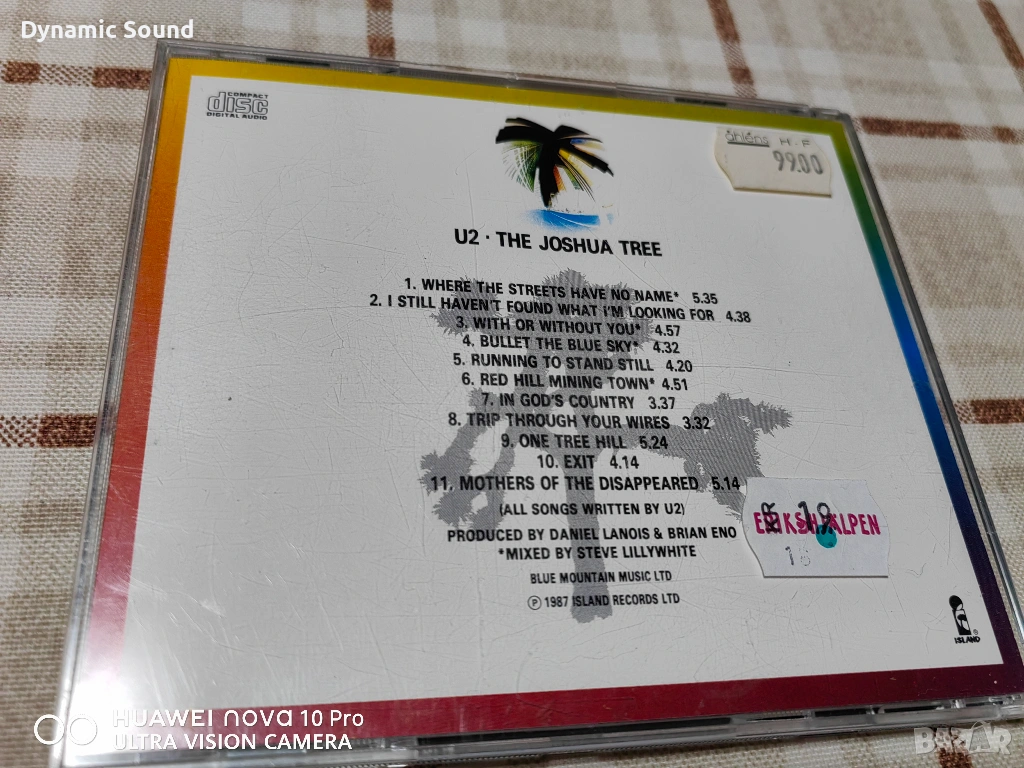 Dynamic Sound
COMPACT
disc
DIGITAL AUDIO
åhléns H-F
99.00
U2 · THE JOSHUA TREE
1. WHERE THE STREETS HAVE NO NAME* 5.35
2. I STILL HAVEN'T FOUND WHAT I'M LOOKING FOR 4.38
3. WITH OR WITHOUT YOU* 4.57
4. BULLET THE BLUE SKY* 4.32
5. RUNNING TO STAND STILL 4.20
6. RED HILL MINING TOWN* 4.51
7. IN GOD'S COUNTRY 3.37
8. TRIP THROUGH YOUR WIRES 3.32
9. ONE TREE HILL 5.24
10. EXIT 4.14
11. MOTHERS OF THE DISAPPEARED 5.14
(ALL SONGS WRITTEN BY U2)
PRODUCED BY DANIEL LANOIS & BRIAN ENO
*MIXED BY STEVE LILLYWHITE
BLUE MOUNTAIN MUSIC LTD
℗ 1987 ISLAND RECORDS LTD
19
16
ISLAND®
HUAWEI nova 10 Pro
ULTRA VISION CAMERA
BAZAR